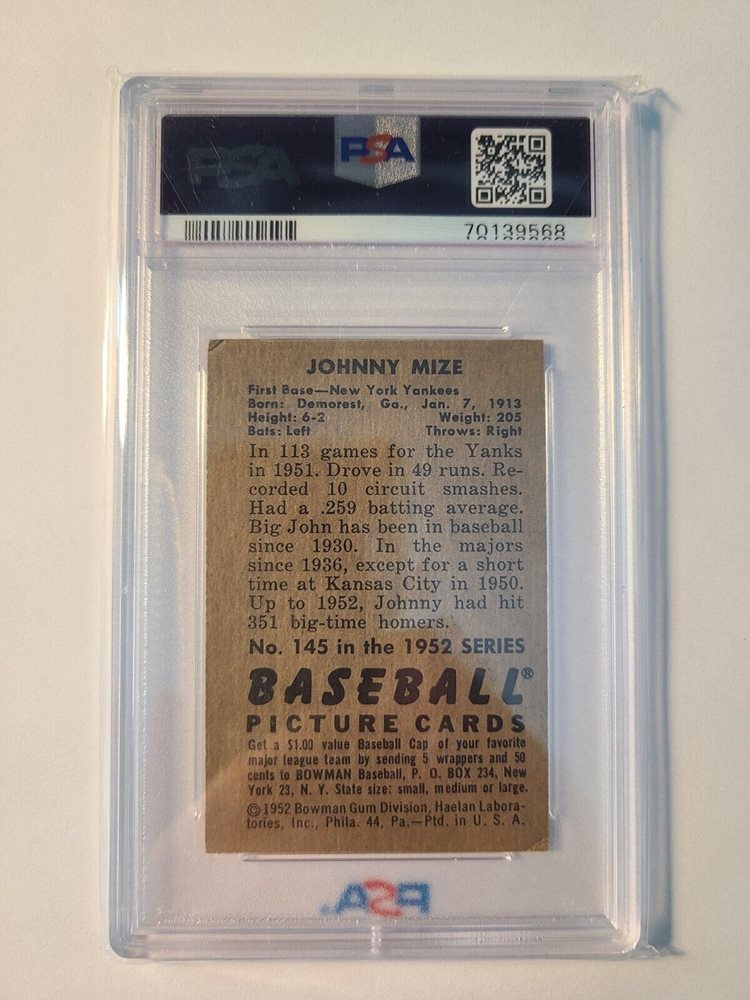 PSA
PSA
70139568
JOHNNY MIZE
First Base—New York Yankees
Born: Demorest, Ga., Jan. 7, 1913
Height: 6-2 Weight: 205
Bats: Left Throws: Right
In 113 games for the Yanks
in 1951. Drove in 49 runs. Re-
corded 10 circuit smashes.
Had a .259 batting average.
Big John has been in baseball
since 1930. In the majors
since 1936, except for a short
time at Kansas City in 1950.
Up to 1952, Johnny had hit
351 big-time homers.
No. 145 in the 1952 SERIES
BASEBALL®
PICTURE CARDS
Get a $1.00 value Baseball Cap of your favorite
major league team by sending 5 wrappers and 50
cents to BOWMAN Baseball, P. O. BOX 234, New
York 23, N. Y. State size: small, medium or large.
©1952 Bowman Gum Division, Haelan Labora-
tories, Inc., Phila. 44, Pa.—Ptd. in U. S. A.
PSA